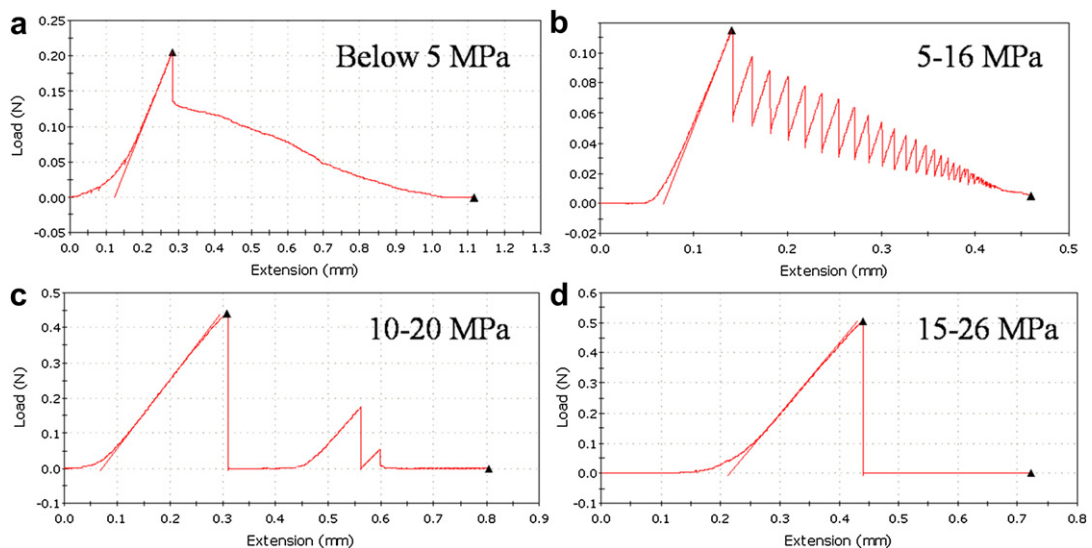 a
Below 5 MPa
Load (N)
0.25
0.20
0.15
0.10
0.05
0.00
-0.05
0.0 0.1 0.2 0.3 0.4 0.5 0.6 0.7 0.8 0.9 1.0 1.1 1.2 1.3
Extension (mm)
b
5-16 MPa
Load (N)
0.10
0.08
0.06
0.04
0.02
0.00
-0.02
0.0 0.1 0.2 0.3 0.4 0.5
Extension (mm)
c
10-20 MPa
Load (N)
0.5
0.4
0.3
0.2
0.1
0.0
-0.1
0.0 0.1 0.2 0.3 0.4 0.5 0.6 0.7 0.8 0.9
Extension (mm)
d
15-26 MPa
Load (N)
0.6
0.5
0.4
0.3
0.2
0.1
0.0
-0.1
0.0 0.1 0.2 0.3 0.4 0.5 0.6 0.7 0.8
Extension (mm)